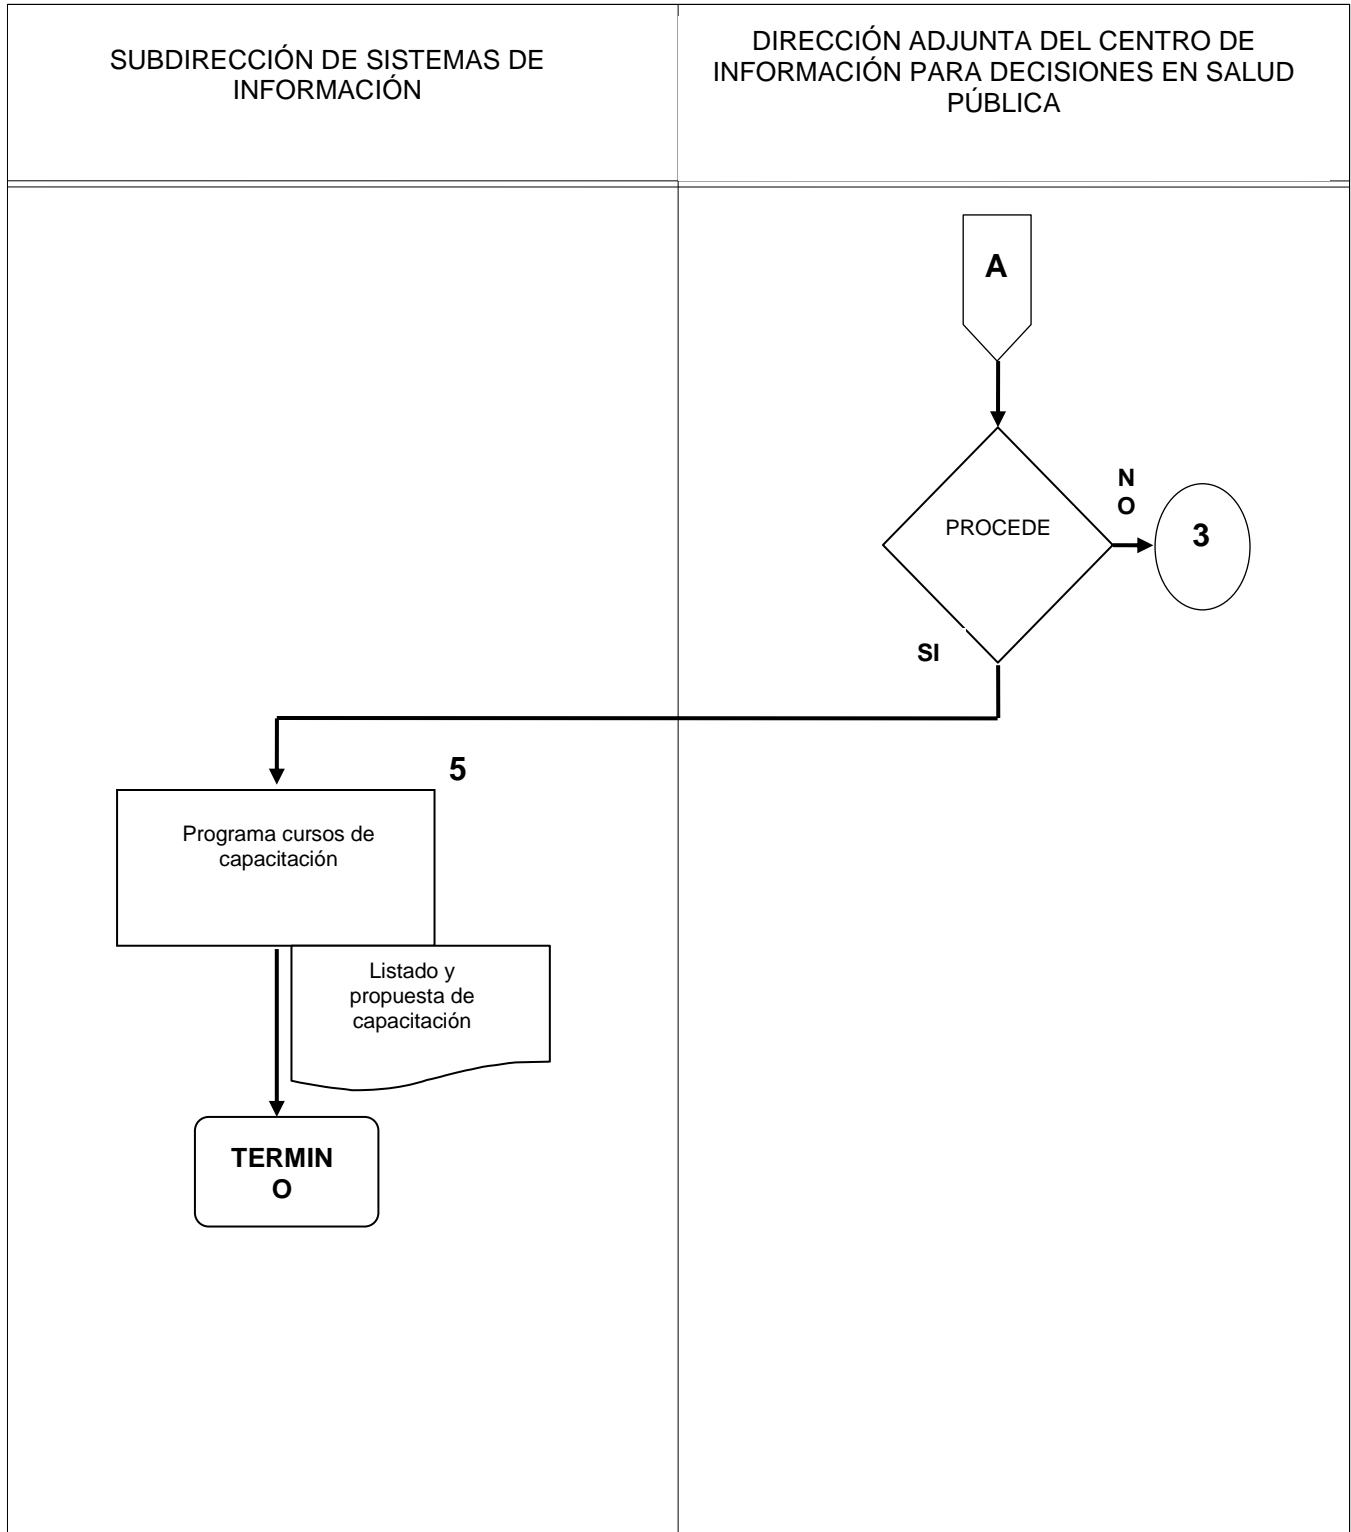 SUBDIRECCIÓN DE SISTEMAS DE
INFORMACIÓN
DIRECCIÓN ADJUNTA DEL CENTRO DE
INFORMACIÓN PARA DECISIONES EN SALUD
PÚBLICA
A
PROCEDE
N
O
3
SI
5
Programa cursos de
capacitación
Listado y
propuesta de
capacitación
TERMIN
O